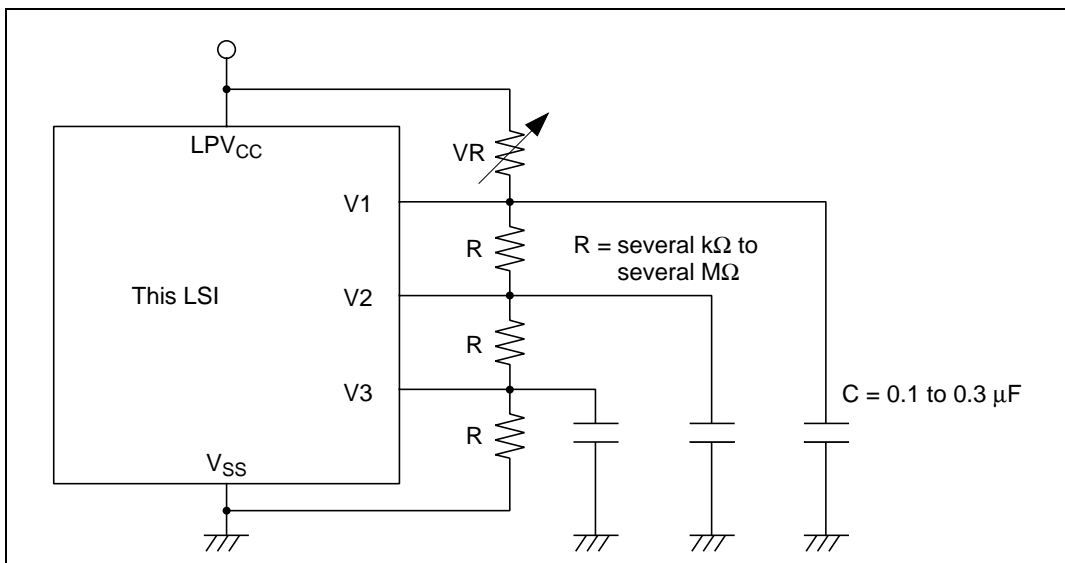 LPVCC
VR
V1
R
R = several kΩ to
several MΩ
This LSI
V2
R
V3
C = 0.1 to 0.3 μF
R
VSS